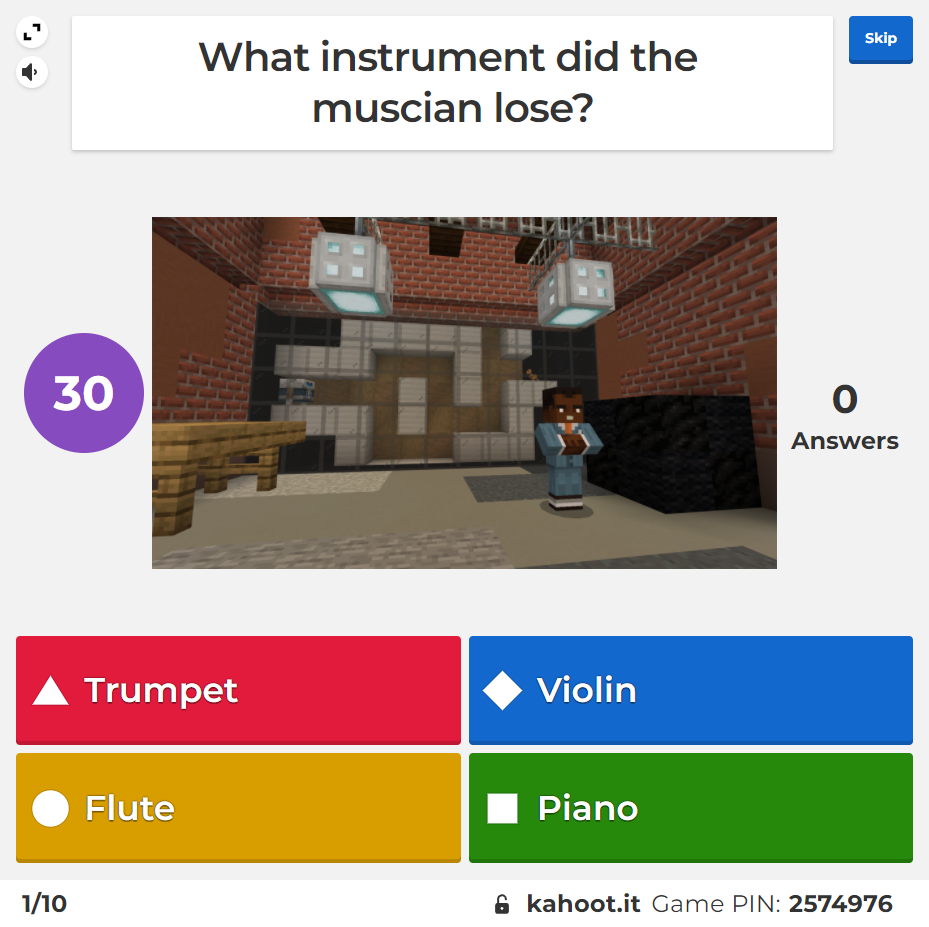 What instrument did the
muscian lose?
Skip
30
0
Answers
Trumpet
Violin
Flute
Piano
1/10
kahoot.it Game PIN: 2574976